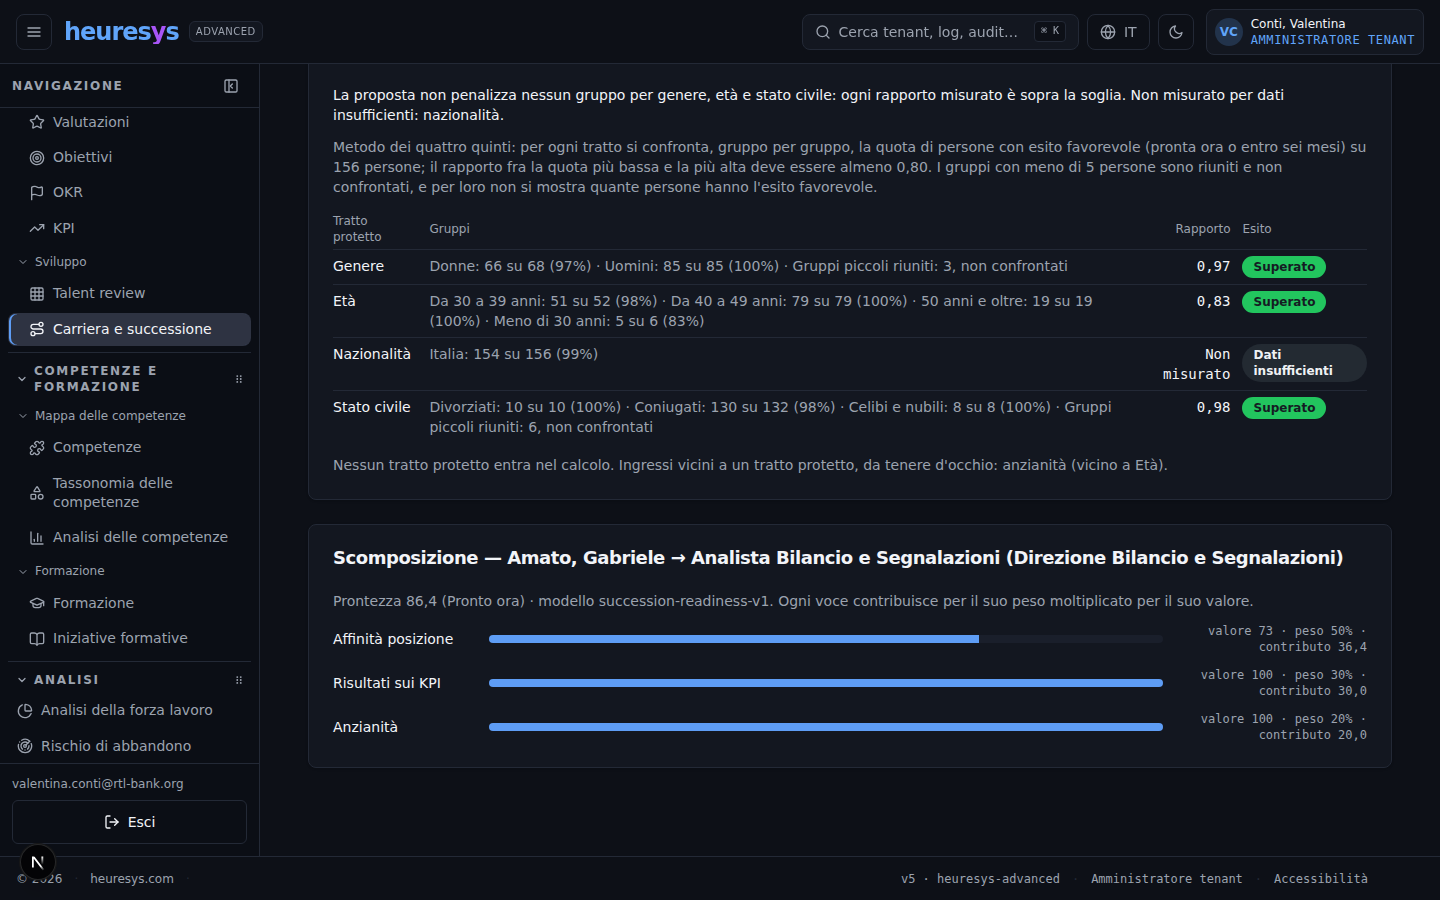 heuresys ADVANCED
Cerca tenant, log, audit... ⌘ K
IT
VC
Conti, Valentina
AMMINISTRATORE TENANT
NAVIGAZIONE
Valutazioni
Obiettivi
OKR
KPI
Sviluppo
Talent review
Carriera e successione
COMPETENZE E
FORMAZIONE
Mappa delle competenze
Competenze
Tassonomia delle
competenze
Analisi delle competenze
Formazione
Formazione
Iniziative formative
ANALISI
Analisi della forza lavoro
Rischio di abbandono
valentina.conti@rtl-bank.org
Esci
La proposta non penalizza nessun gruppo per genere, età e stato civile: ogni rapporto misurato è sopra la soglia. Non misurato per dati
insufficienti: nazionalità.
Metodo dei quattro quinti: per ogni tratto si confronta, gruppo per gruppo, la quota di persone con esito favorevole (pronta ora o entro sei mesi) su
156 persone; il rapporto fra la quota più bassa e la più alta deve essere almeno 0,80. I gruppi con meno di 5 persone sono riuniti e non
confrontati, e per loro non si mostra quante persone hanno l'esito favorevole.
Tratto
protetto
Gruppi
Rapporto
Esito
Genere
Donne: 66 su 68 (97%) · Uomini: 85 su 85 (100%) · Gruppi piccoli riuniti: 3, non confrontati
0,97
Superato
Età
Da 30 a 39 anni: 51 su 52 (98%) · Da 40 a 49 anni: 79 su 79 (100%) · 50 anni e oltre: 19 su 19
(100%) · Meno di 30 anni: 5 su 6 (83%)
0,83
Superato
Nazionalità
Italia: 154 su 156 (99%)
Non
misurato
Dati
insufficienti
Stato civile
Divorziati: 10 su 10 (100%) · Coniugati: 130 su 132 (98%) · Celibi e nubili: 8 su 8 (100%) · Gruppi
piccoli riuniti: 6, non confrontati
0,98
Superato
Nessun tratto protetto entra nel calcolo. Ingressi vicini a un tratto protetto, da tenere d'occhio: anzianità (vicino a Età).
Scomposizione — Amato, Gabriele → Analista Bilancio e Segnalazioni (Direzione Bilancio e Segnalazioni)
Prontezza 86,4 (Pronto ora) · modello succession-readiness-v1. Ogni voce contribuisce per il suo peso moltiplicato per il suo valore.
Affinità posizione
valore 73 · peso 50% ·
contributo 36,4
Risultati sui KPI
valore 100 · peso 30% ·
contributo 30,0
Anzianità
valore 100 · peso 20% ·
contributo 20,0
N
heuresys.com
v5 · heuresys-advanced · Amministratore tenant · Accessibilità